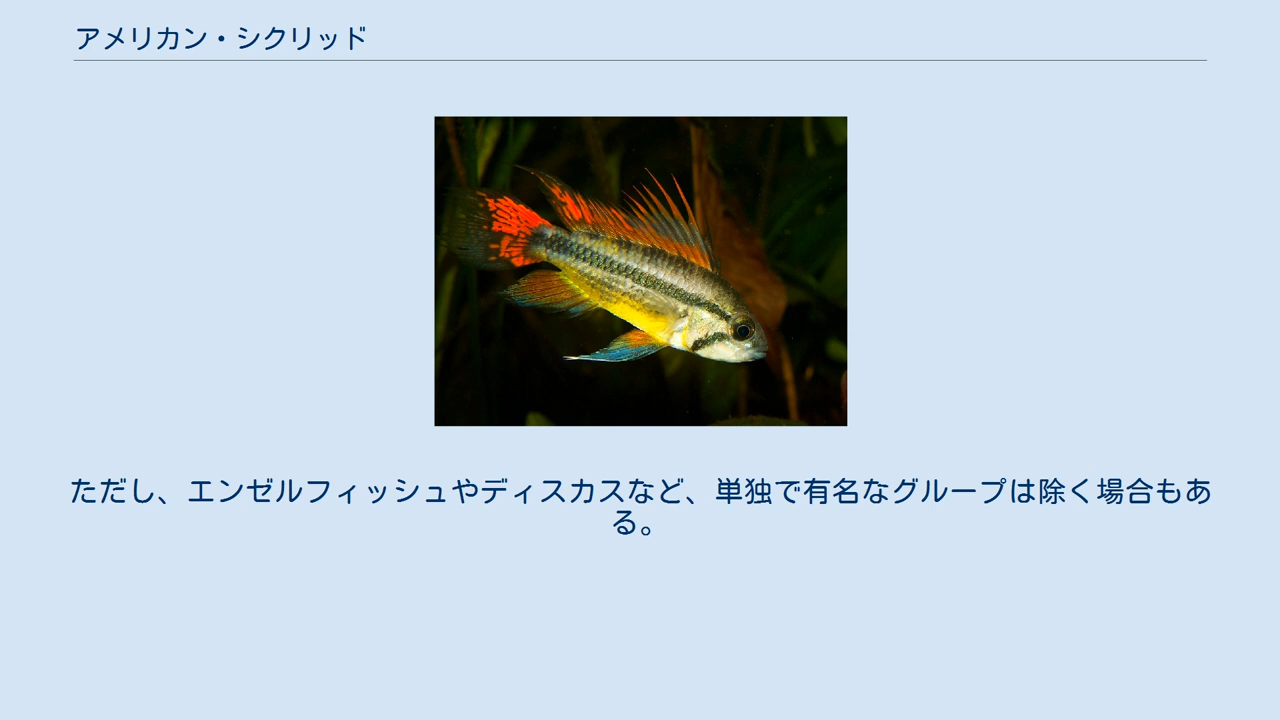 アメリカン・シクリッド
ただし、エンゼルフィッシュやディスカスなど、単独で有名なグループは除く場合もあ
る。